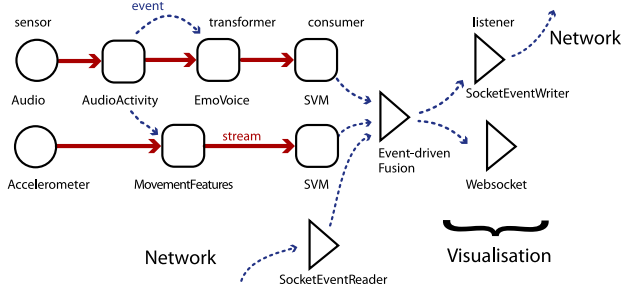 event
sensor
transformer
consumer
listener
Network
Audio
AudioActivity
EmoVoice
SVM
SocketEventWriter
stream
Event-driven
Fusion
Accelerometer
MovementFeatures
SVM
Websocket
Network
Visualisation
SocketEventReader